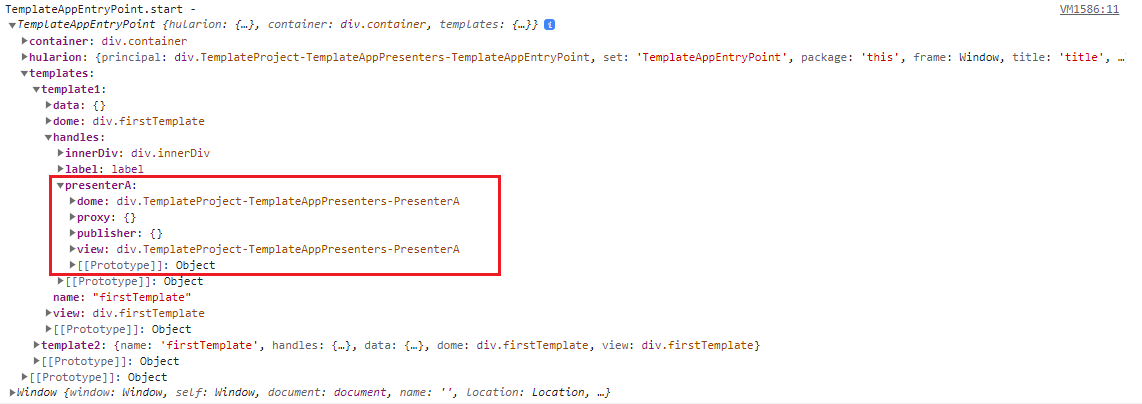 TemplateAppEntryPoint.start - VM1586:11
▼TemplateAppEntryPoint {hularion: {…}, container: div.container, templates: {…}} i
▶container: div.container
▶hularion: {principal: div.TemplateProject-TemplateAppPresenters-TemplateAppEntryPoint, set: 'TemplateAppEntryPoint', package: 'this', frame: Window, title: 'title', …
▼templates:
▼template1:
▶data: {}
▶dome: div.firstTemplate
▼handles:
▶innerDiv: div.innerDiv
▶label: label
▼presenterA:
▶dome: div.TemplateProject-TemplateAppPresenters-PresenterA
▶proxy: {}
▶publisher: {}
▶view: div.TemplateProject-TemplateAppPresenters-PresenterA
▶[[Prototype]]: Object
▶[[Prototype]]: Object
name: "firstTemplate"
▶view: div.firstTemplate
▶[[Prototype]]: Object
▶template2: {name: 'firstTemplate', handles: {…}, data: {…}, dome: div.firstTemplate, view: div.firstTemplate}
▶[[Prototype]]: Object
▶[[Prototype]]: Object
▶Window {window: Window, self: Window, document: document, name: '', location: Location, …}